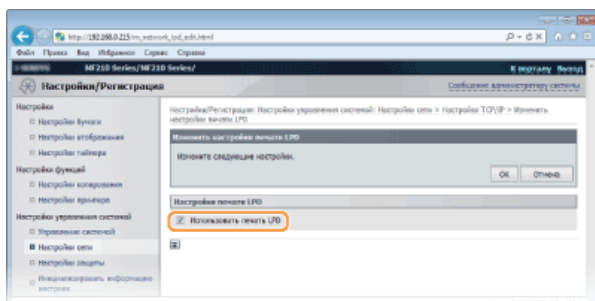 http://192.168.0.215/m_network_lpd_edit.html
Файл Правка Вид Избранное Сервис Справка
MF210 Series/MF210 Series/
К порталу Выход
Настройки/Регистрация
Сообщение администратору системы
Настройки
Настройки бумаги
Настройки отображения
Настройки таймера
Настройки функций
Настройки копирования
Настройки принтера
Настройки управления системой
Управление системой
Настройки сети
Настройки защиты
Инициализировать информацию настроек
Настройки/Регистрация: Настройки управления системой: Настройки сети > Настройки TCP/IP > Изменить
настройки печати LPD
Изменить настройки печати LPD
Измените следующие настройки.
OK Отмена
Настройки печати LPD
Использовать печать LPD